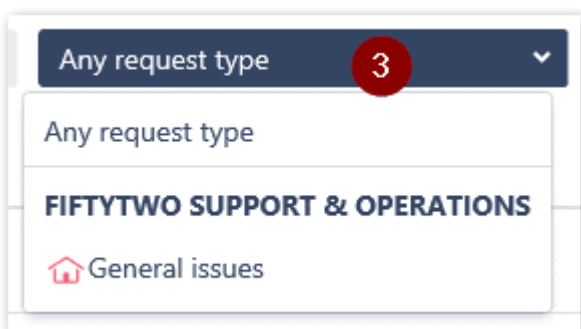 Any request type
3
Any request type
FIFTYTWO SUPPORT & OPERATIONS
General issues